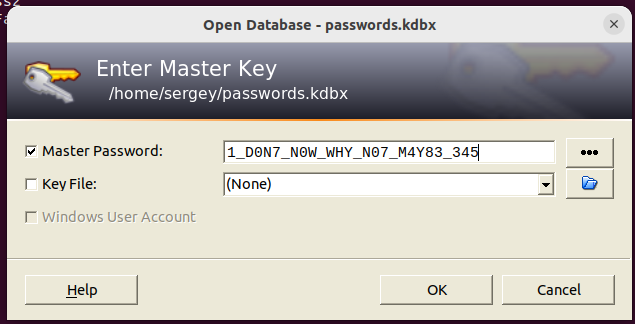 Open Database - passwords.kdbx
Enter Master Key
/home/sergey/passwords.kdbx
Master Password: 1_D0N7_N0W_WHY_N07_M4Y83_345
Key File: (None)
Windows User Account
Help OK Cancel